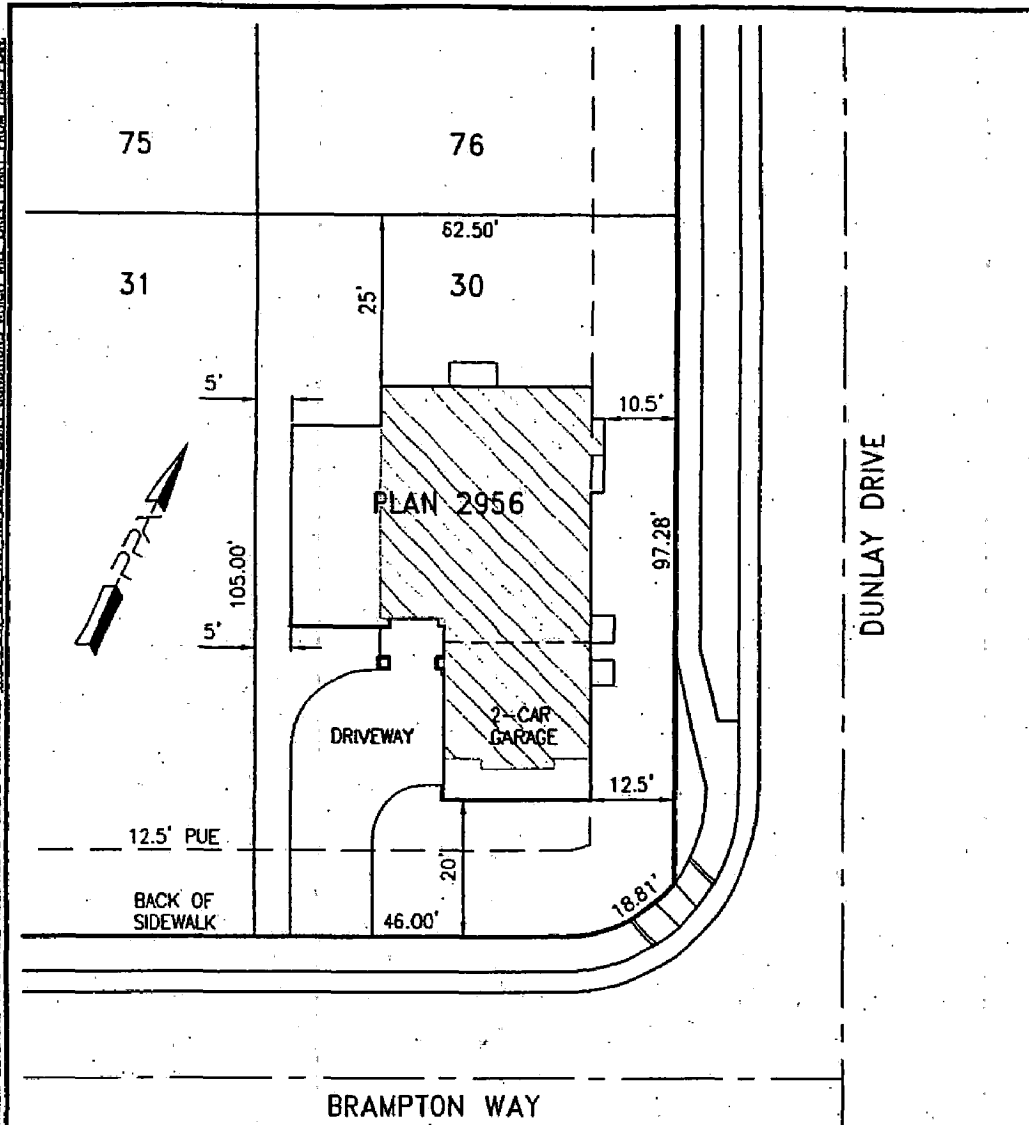 75
76
62.50'
31
30
25'
5'
10.5'
PLAN 2956
97.28'
DUNLAY DRIVE
105.00'
5'
DRIVEWAY
2-CAR
GARAGE
12.5'
12.5' PUE
20'
BACK OF
SIDEWALK
46.00'
18.81'
BRAMPTON WAY